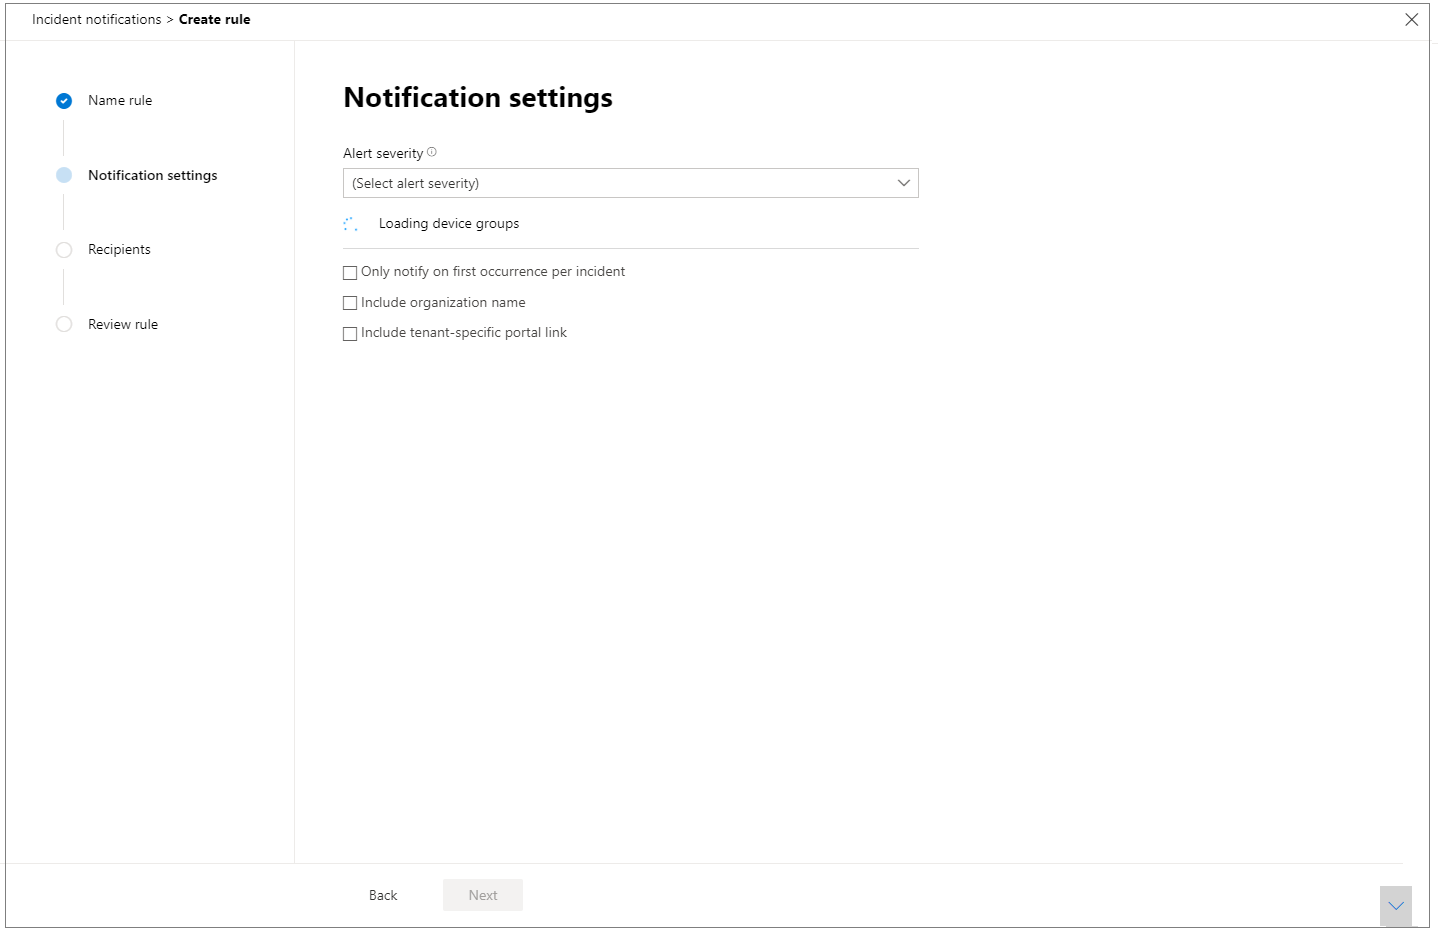 Incident notifications > Create rule
Name rule
Notification settings
Recipients
Review rule
Notification settings
Alert severity
(Select alert severity)
Loading device groups
Only notify on first occurrence per incident
Include organization name
Include tenant-specific portal link
Back
Next